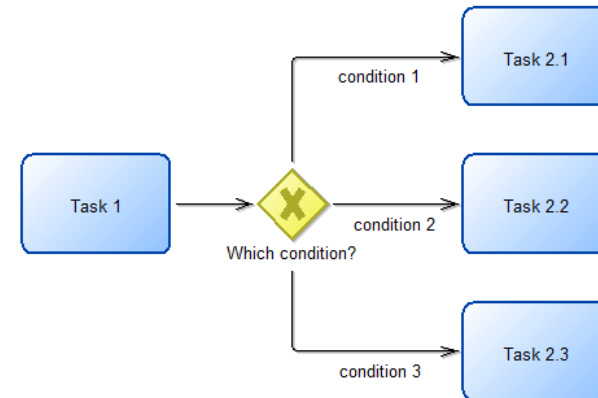 Task 2.1
condition 1
Task 1
Task 2.2
condition 2
Which condition?
Task 2.3
condition 3